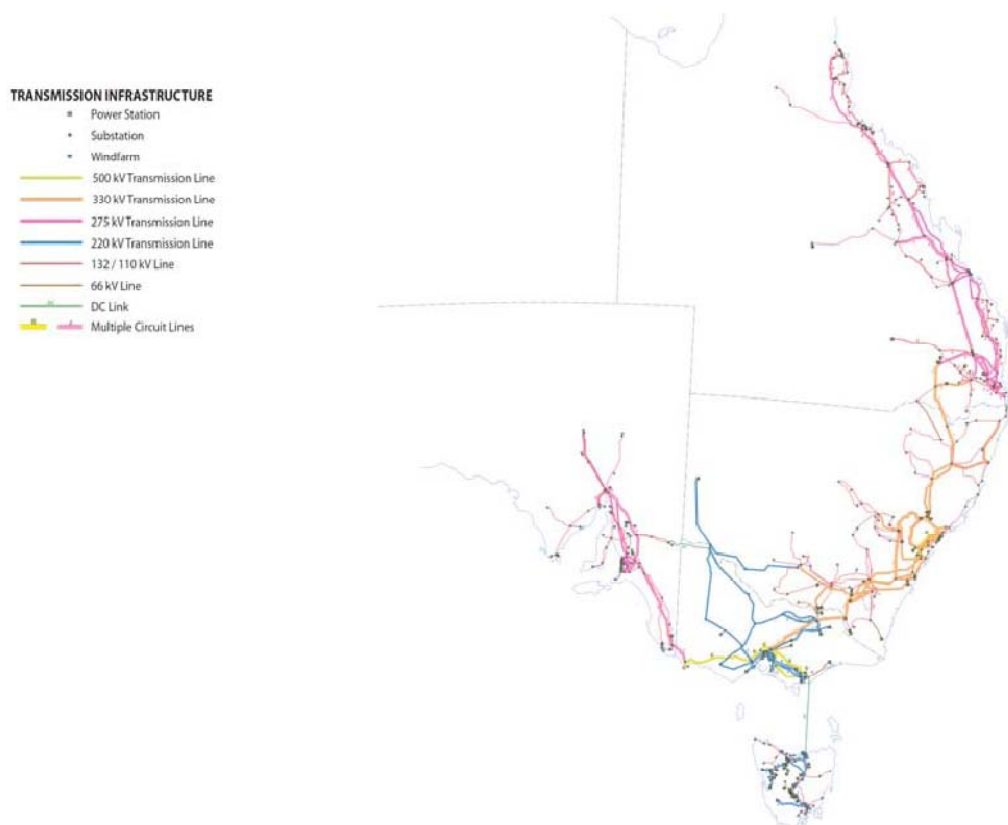 TRANSMISSION INFRASTRUCTURE
Power Station
Substation
Windfarm
500 kV Transmission Line
330 kV Transmission Line
275 kV Transmission Line
220 kV Transmission Line
132 / 110 kV Line
66 kV Line
DC Link
Multiple Circuit Lines